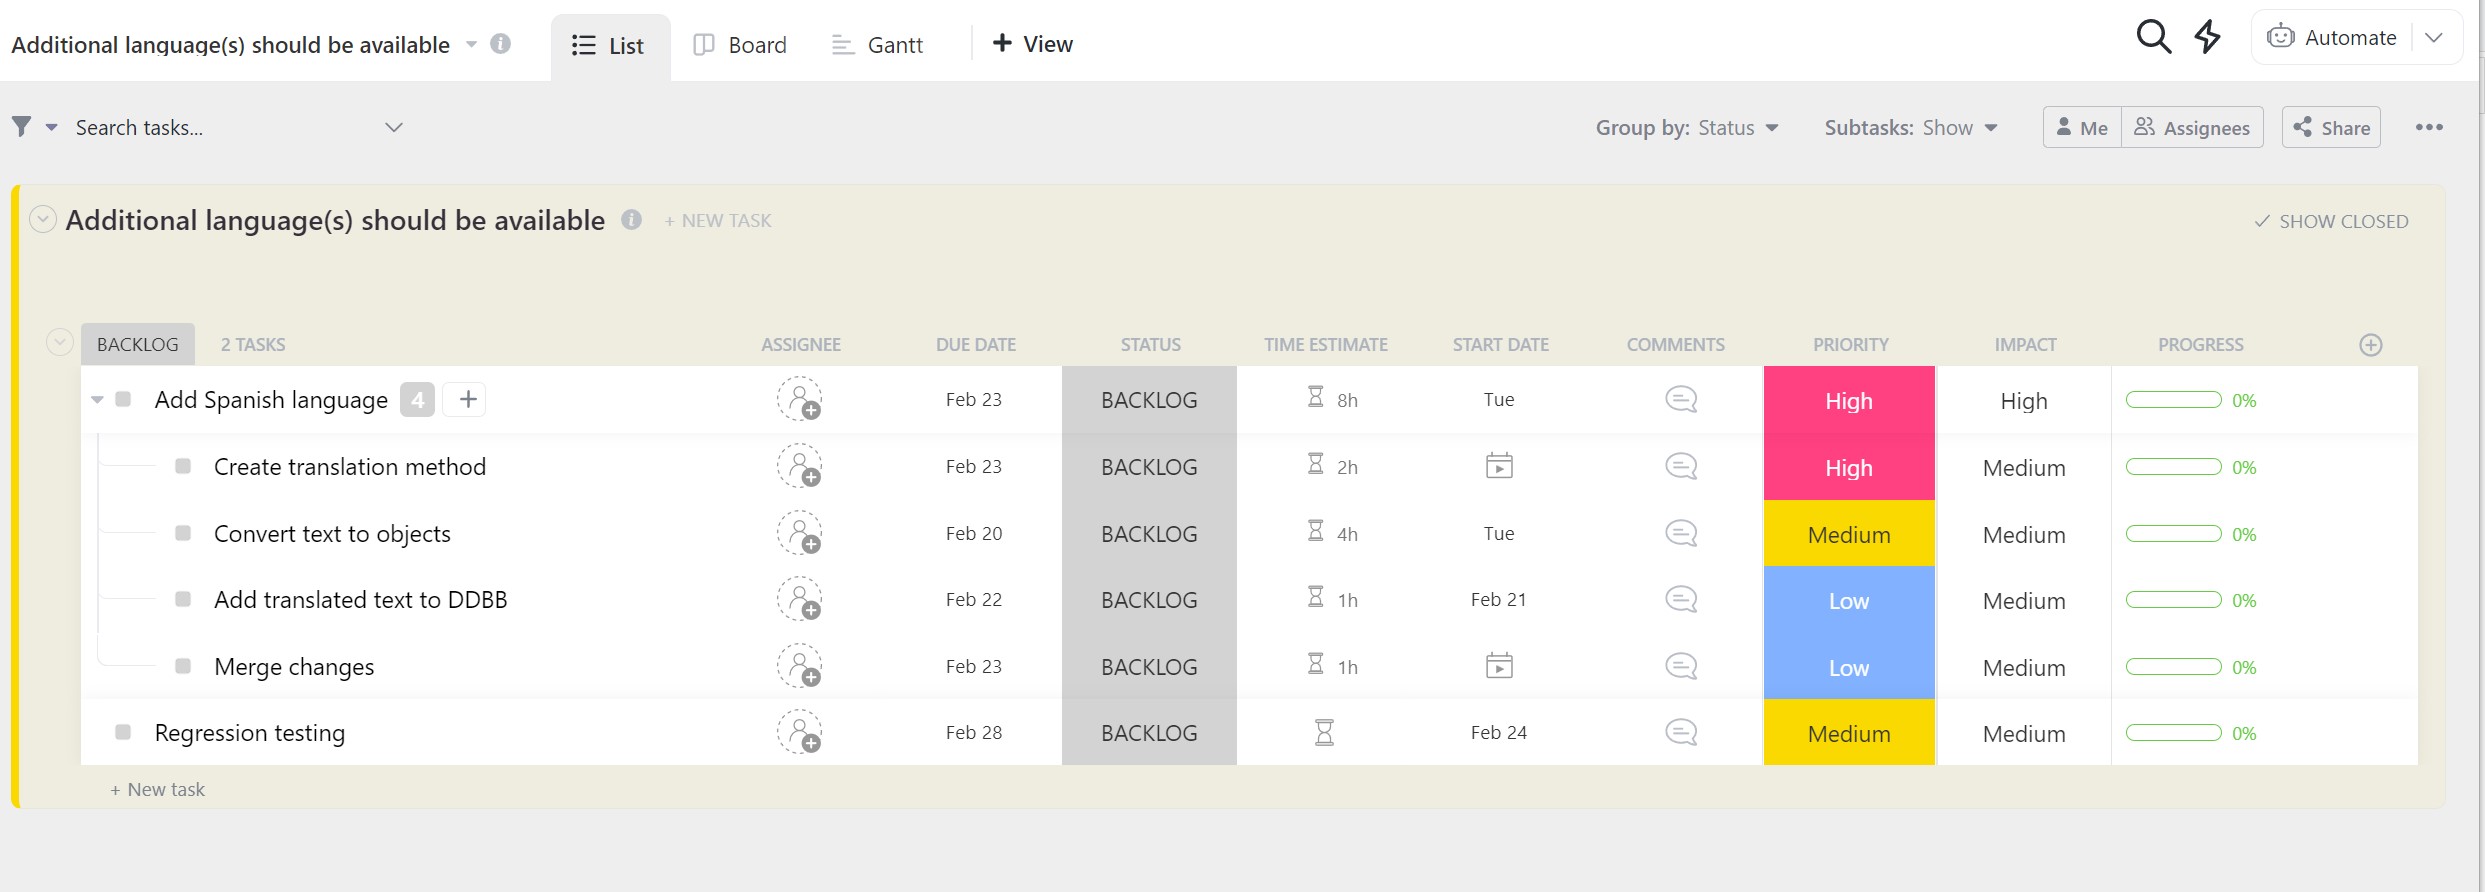 Additional language(s) should be available List Board Gantt + View Automate
Search tasks... Group by: Status Subtasks: Show Me Assignees Share
Additional language(s) should be available + NEW TASK SHOW CLOSED
BACKLOG 2 TASKS ASSIGNEE DUE DATE STATUS TIME ESTIMATE START DATE COMMENTS PRIORITY IMPACT PROGRESS
Add Spanish language 4 + Feb 23 BACKLOG 8h Tue High High 0%
Create translation method Feb 23 BACKLOG 2h High Medium 0%
Convert text to objects Feb 20 BACKLOG 4h Tue Medium Medium 0%
Add translated text to DDBB Feb 22 BACKLOG 1h Feb 21 Low Medium 0%
Merge changes Feb 23 BACKLOG 1h Low Medium 0%
Regression testing Feb 28 BACKLOG Feb 24 Medium Medium 0%
+ New task